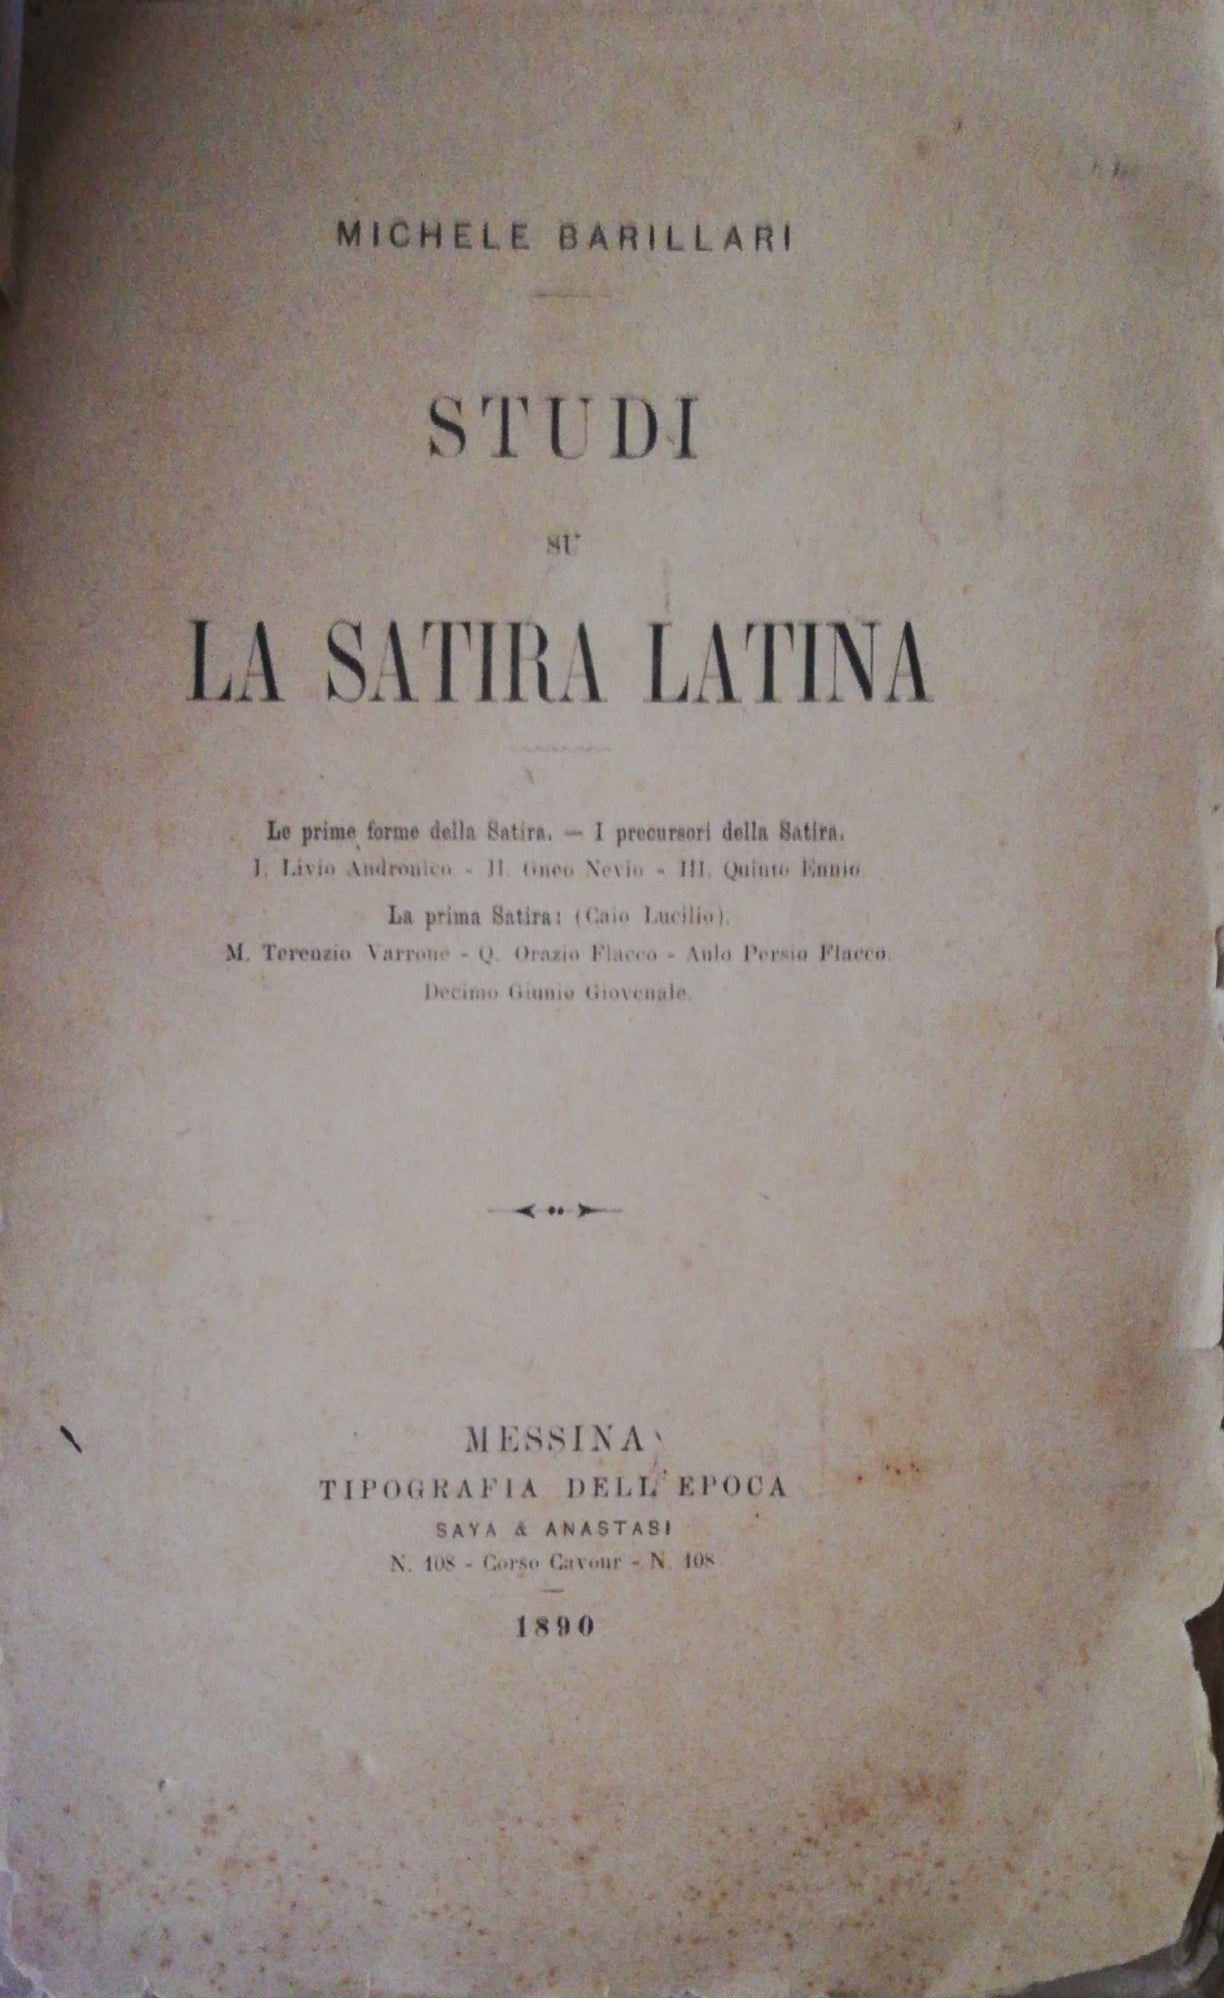 MICHELE BARILLARI
STUDI
SU
LA SATIRA LATINA
Le prime forme della Satira. — I precursori della Satira.
I. Livio Andronico - II. Gneo Nevio - III. Quinto Ennio
La prima Satira: (Caio Lucilio).
M. Terenzio Varrone - Q. Orazio Flacco - Aulo Persio Flacco.
Decimo Giunio Giovenale.
MESSINA
TIPOGRAFIA DELL'EPOCA
SAYA & ANASTASI
N. 108 - Corso Cavour - N. 108
1890